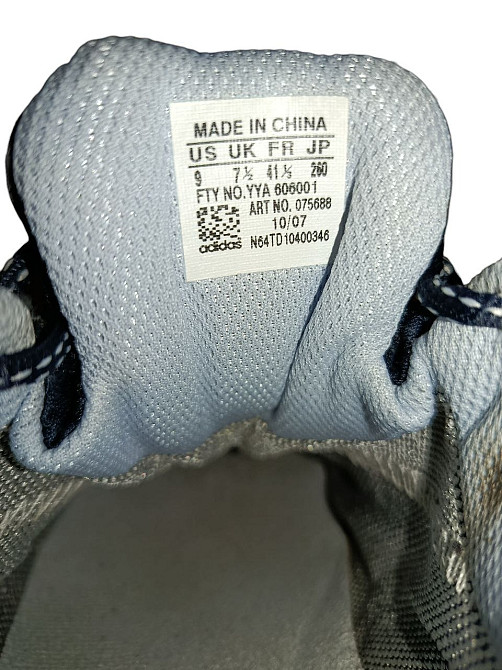 MADE IN CHINA
US UK FR JP
9 7½ 41⅓ 260
FTY NO.YYA 606001
ART NO. 075688
10/07
adidas N64TD10400346